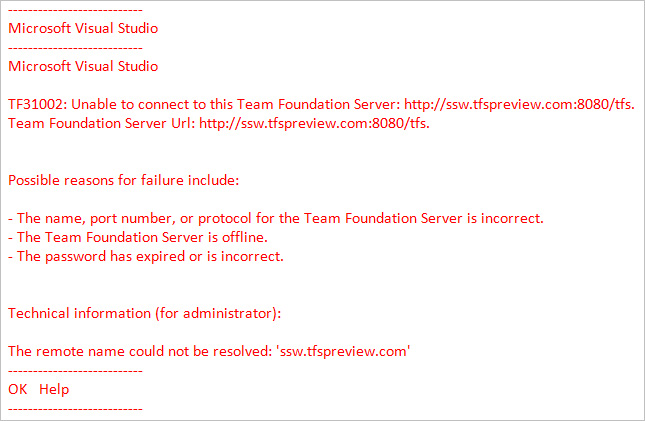 ---------------------------
Microsoft Visual Studio
---------------------------
Microsoft Visual Studio
TF31002: Unable to connect to this Team Foundation Server: http://ssw.tfspreview.com:8080/tfs.
Team Foundation Server Url: http://ssw.tfspreview.com:8080/tfs.
Possible reasons for failure include:
- The name, port number, or protocol for the Team Foundation Server is incorrect.
- The Team Foundation Server is offline.
- The password has expired or is incorrect.
Technical information (for administrator):
The remote name could not be resolved: 'ssw.tfspreview.com'
---------------------------
OK   Help
---------------------------